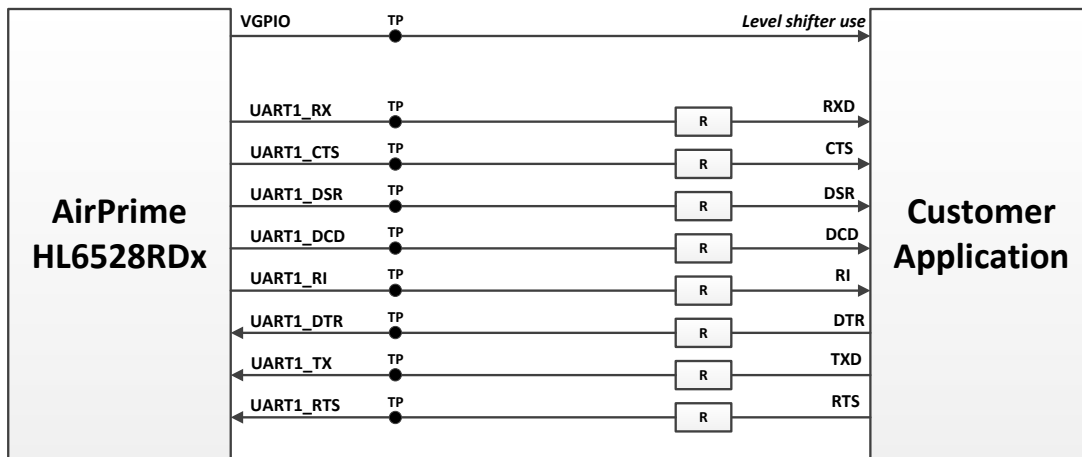 VGPIO TP Level shifter use
UART1_RX TP R RXD
UART1_CTS TP R CTS
UART1_DSR TP R DSR
AirPrime
HL6528RDx
UART1_DCD TP R DCD
Customer
Application
UART1_RI TP R RI
UART1_DTR TP R DTR
UART1_TX TP R TXD
UART1_RTS TP R RTS